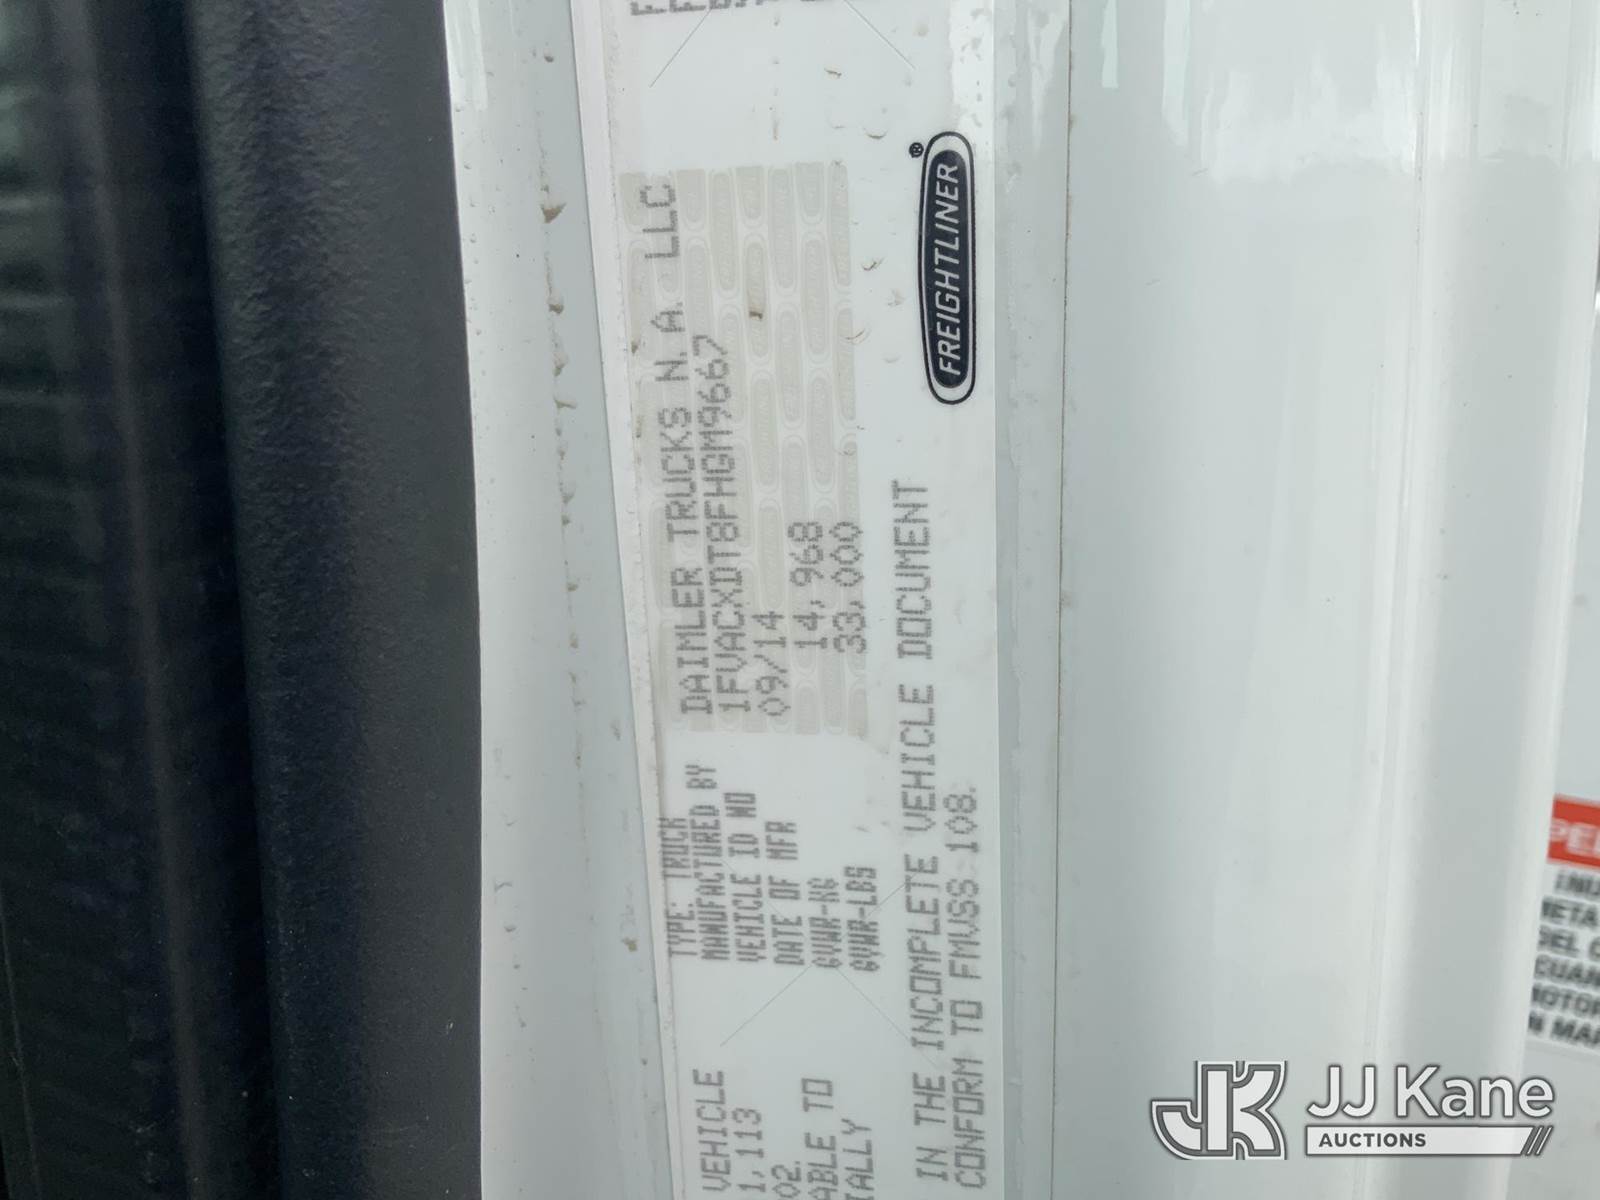 TYPE: TRUCK
MANUFACTURED BY DAIMLER TRUCKS N.A. LLC
VEHICLE ID NO 1FVACXDT8FHGM9667
DATE OF MFR 09/14
GVWR-KG 14,968
GVWR-LBS 33,000
VEHICLE
1,113
02.
ABLE TO
IALLY
IN THE INCOMPLETE VEHICLE DOCUMENT
CONFORM TO FMVSS 108.
FREIGHTLINER®
JK JJ Kane
AUCTIONS